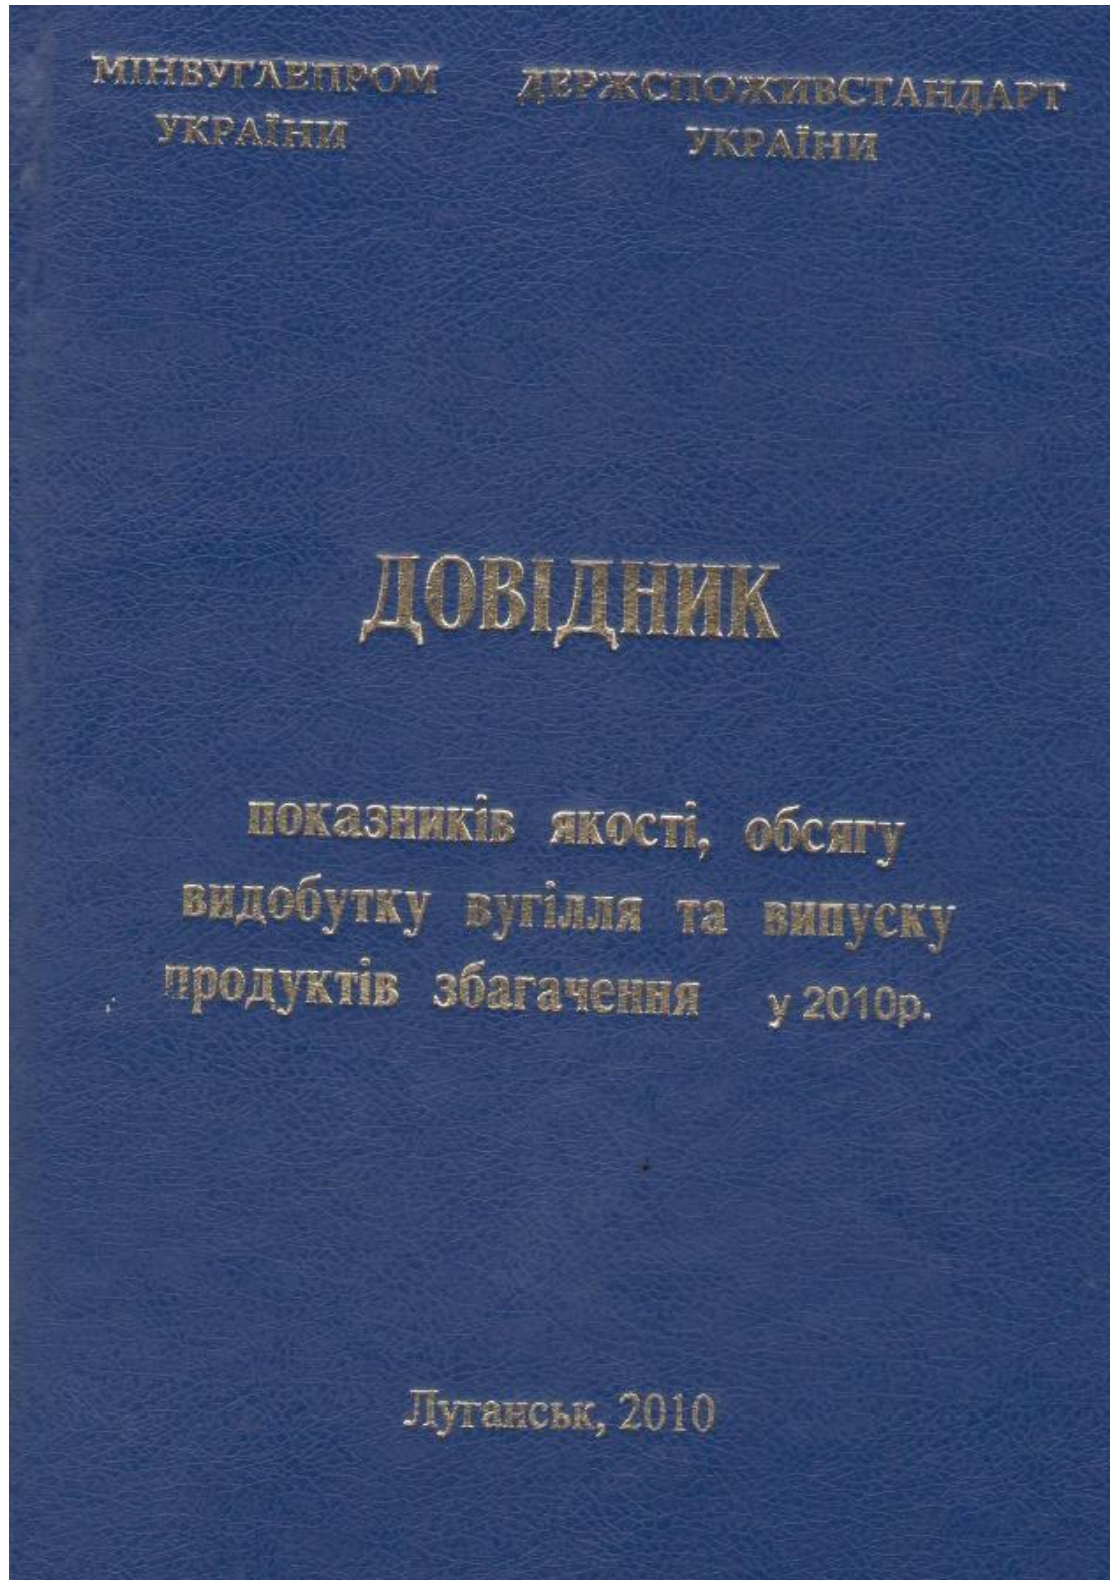 МІНВУГЛЕПРОМ
УКРАЇНИ
ДЕРЖСПОЖИВСТАНДАРТ
УКРАЇНИ
ДОВІДНИК
показників якості, обсягу
видобутку вугілля та випуску
продуктів збагачення у 2010р.
Луганськ, 2010